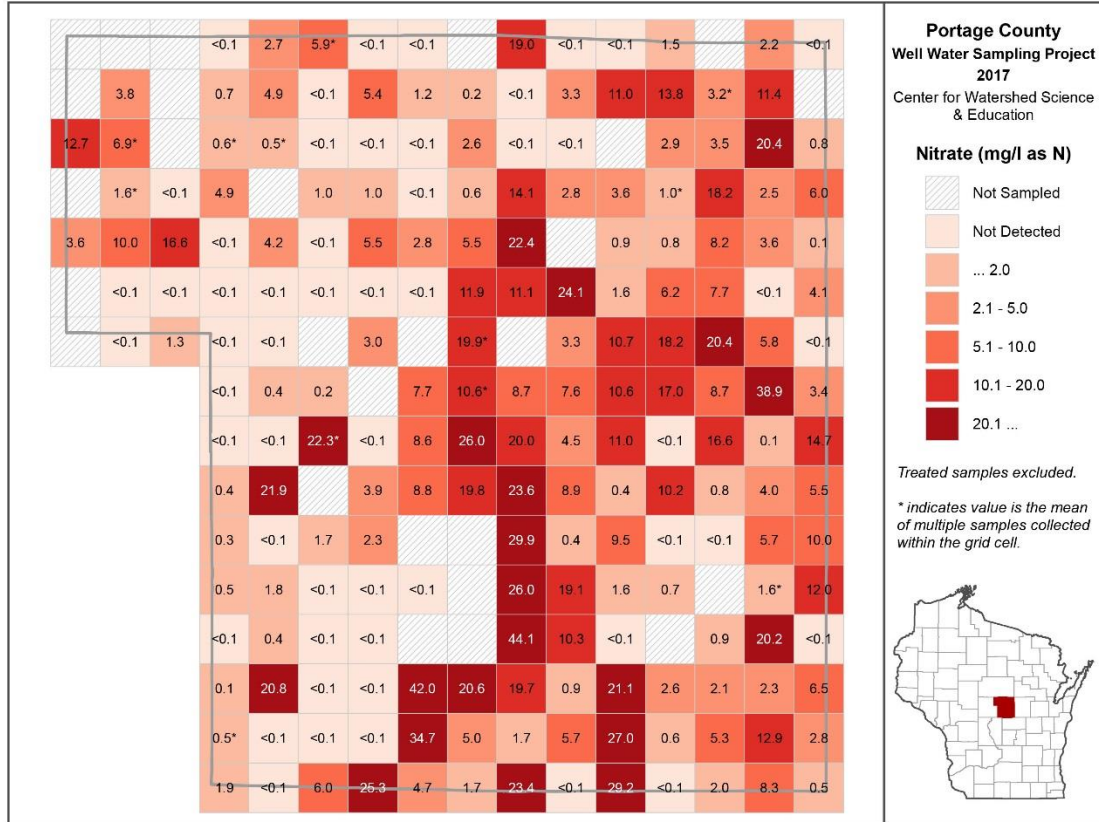 <0.1 2.7 5.9* <0.1 <0.1 19.0 <0.1 <0.1 1.5 2.2 <0.1
3.8 0.7 4.9 <0.1 5.4 1.2 0.2 <0.1 3.3 11.0 13.8 3.2* 11.4
12.7 6.9* 0.6* 0.5* <0.1 <0.1 <0.1 2.6 <0.1 <0.1 2.9 3.5 20.4 0.8
1.6* <0.1 4.9 1.0 1.0 <0.1 0.6 14.1 2.8 3.6 1.0* 18.2 2.5 6.0
3.6 10.0 16.6 <0.1 4.2 <0.1 5.5 2.8 5.5 22.4 0.9 0.8 8.2 3.6 0.1
<0.1 <0.1 <0.1 <0.1 <0.1 <0.1 <0.1 11.9 11.1 24.1 1.6 6.2 7.7 <0.1 4.1
<0.1 1.3 <0.1 <0.1 3.0 19.9* 3.3 10.7 18.2 20.4 5.8 <0.1
<0.1 0.4 0.2 7.7 10.6* 8.7 7.6 10.6 17.0 8.7 38.9 3.4
<0.1 <0.1 22.3* <0.1 8.6 26.0 20.0 4.5 11.0 <0.1 16.6 0.1 14.7
0.4 21.9 3.9 8.8 19.8 23.6 8.9 0.4 10.2 0.8 4.0 5.5
0.3 <0.1 1.7 2.3 29.9 0.4 9.5 <0.1 <0.1 5.7 10.0
0.5 1.8 <0.1 <0.1 <0.1 26.0 19.1 1.6 0.7 1.6* 12.0
<0.1 0.4 <0.1 <0.1 44.1 10.3 <0.1 0.9 20.2 <0.1
0.1 20.8 <0.1 <0.1 42.0 20.6 19.7 0.9 21.1 2.6 2.1 2.3 6.5
0.5* <0.1 <0.1 <0.1 34.7 5.0 1.7 5.7 27.0 0.6 5.3 12.9 2.8
1.9 <0.1 6.0 25.3 4.7 1.7 23.4 <0.1 29.2 <0.1 2.0 8.3 0.5
Portage County
Well Water Sampling Project
2017
Center for Watershed Science
& Education
Nitrate (mg/l as N)
Not Sampled
Not Detected
... 2.0
2.1 - 5.0
5.1 - 10.0
10.1 - 20.0
20.1 ...
Treated samples excluded.
* indicates value is the mean
of multiple samples collected
within the grid cell.